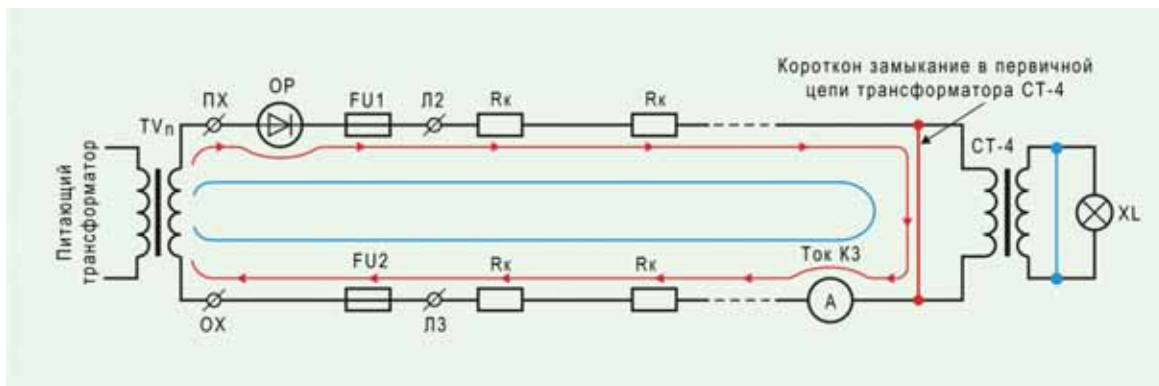 Короткон замыкание в первичной
цепи трансформатора СТ-4
ПХ
ОР
FU1
Л2
Rк
Rк
TVп
СТ-4
Питающий
трансформатор
XL
FU2
Rк
Rк
Ток КЗ
А
ОХ
Л3